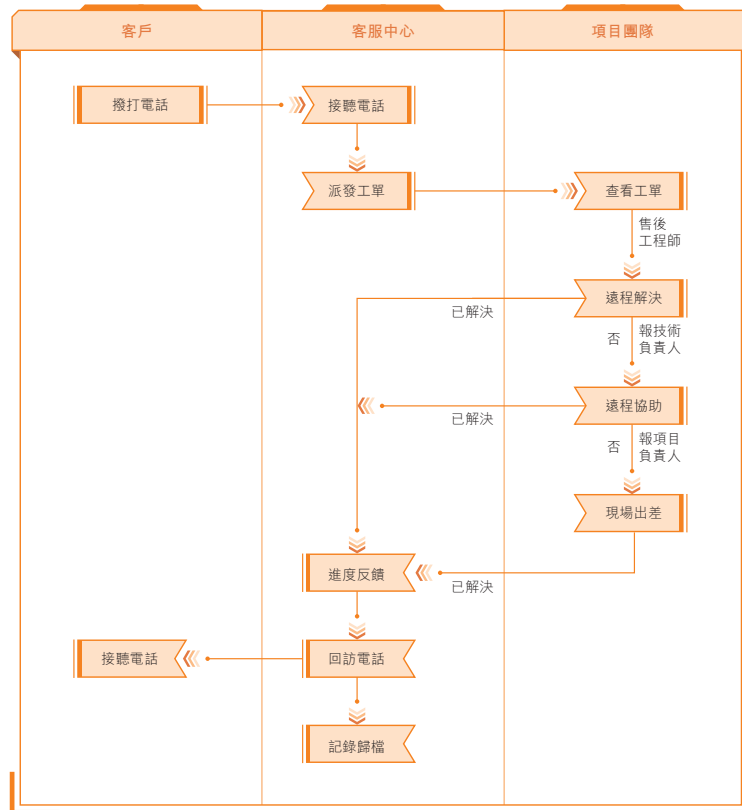 客戶
客服中心
項目團隊
撥打電話
接聽電話
派發工單
查看工單
售後
工程師
遠程解決
已解決
否
報技術
負責人
遠程協助
已解決
否
報項目
負責人
現場出差
進度反饋
已解決
接聽電話
回訪電話
記錄歸檔